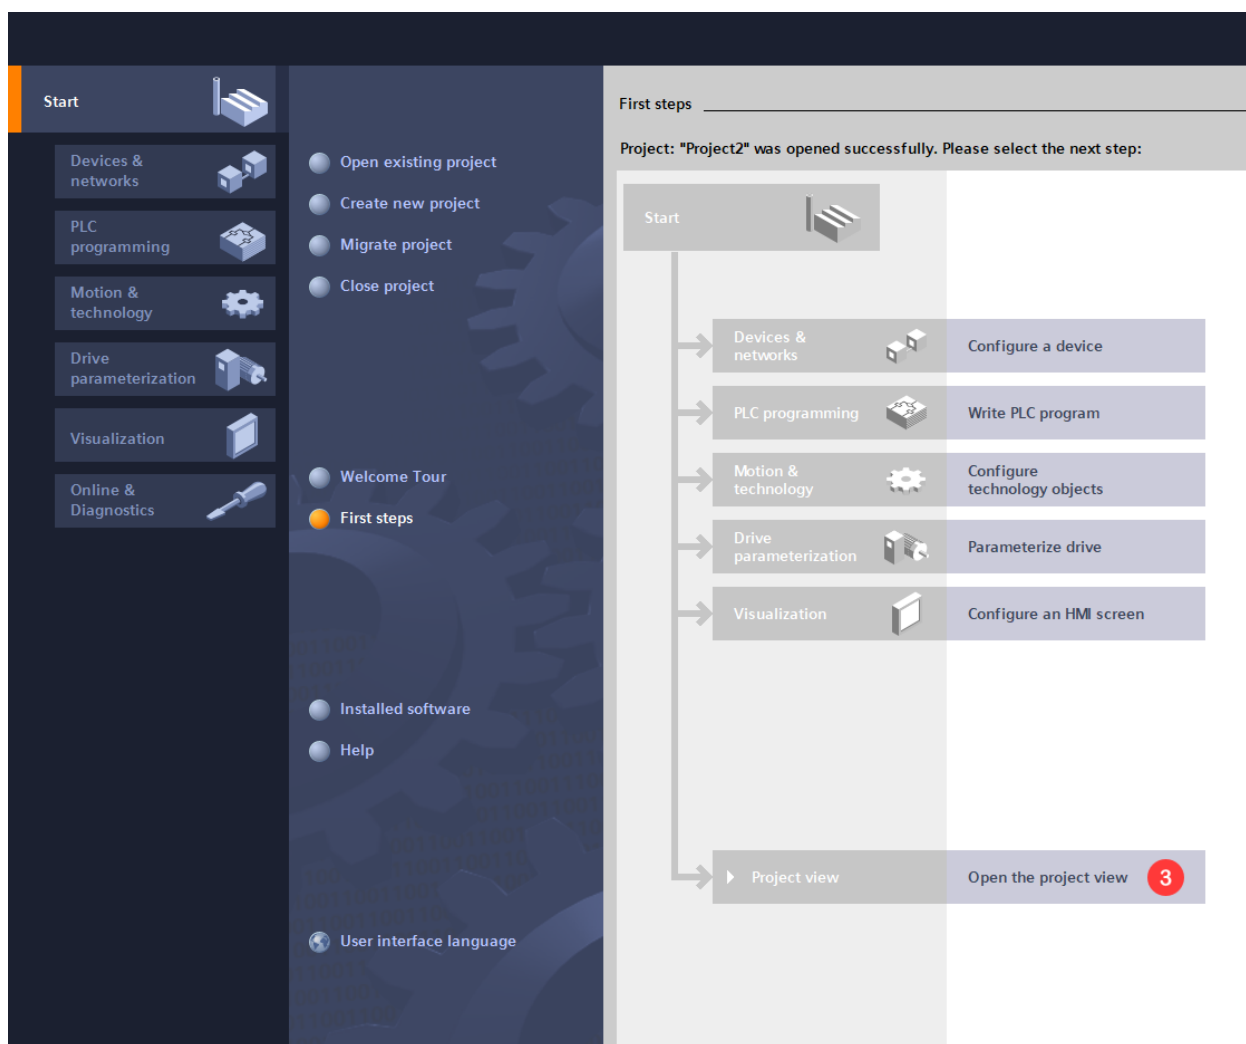 Start
Devices &
networks
PLC
programming
Motion &
technology
Drive
parameterization
Visualization
Online &
Diagnostics
Open existing project
Create new project
Migrate project
Close project
Welcome Tour
First steps
Installed software
Help
User interface language
First steps
Project: "Project2" was opened successfully. Please select the next step:
Start
Devices &
networks
Configure a device
PLC programming
Write PLC program
Motion &
technology
Configure
technology objects
Drive
parameterization
Parameterize drive
Visualization
Configure an HMI screen
Project view
Open the project view
3